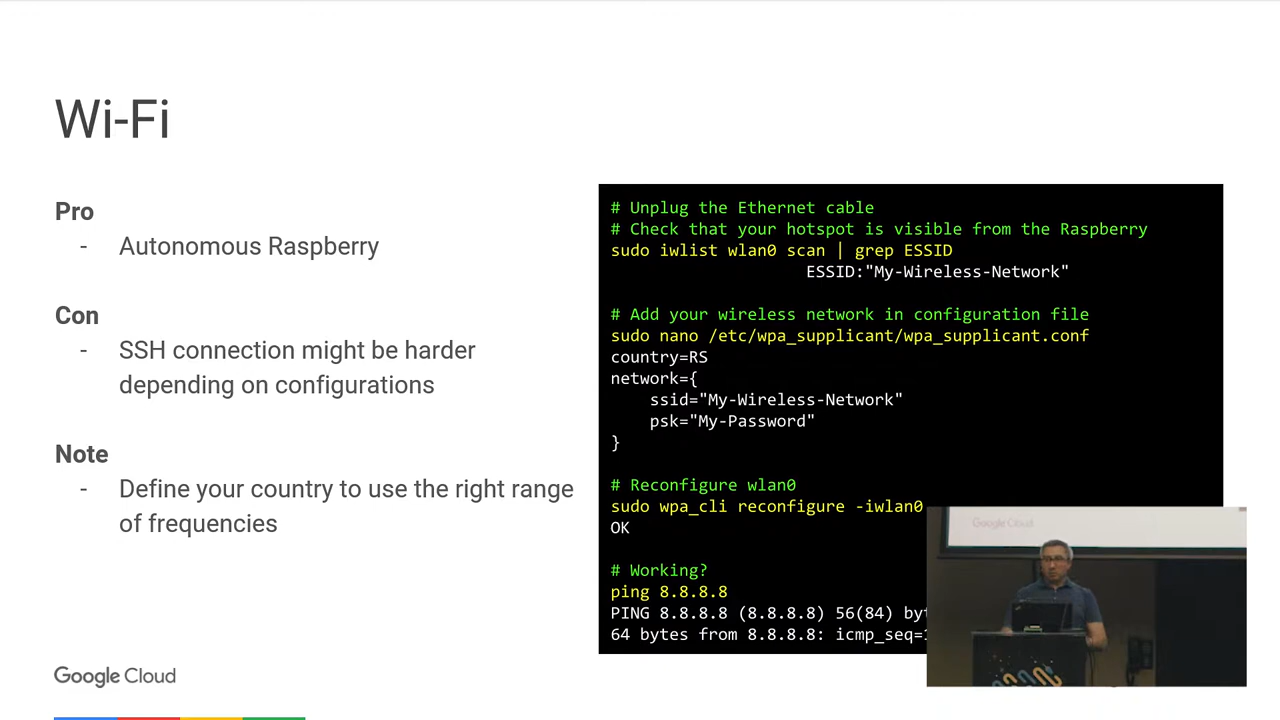 Wi-Fi
Pro
- Autonomous Raspberry
Con
- SSH connection might be harder
depending on configurations
Note
- Define your country to use the right range
of frequencies
# Unplug the Ethernet cable
# Check that your hotspot is visible from the Raspberry
sudo iwlist wlan0 scan | grep ESSID
ESSID:"My-Wireless-Network"
# Add your wireless network in configuration file
sudo nano /etc/wpa_supplicant/wpa_supplicant.conf
country=RS
network={
ssid="My-Wireless-Network"
psk="My-Password"
}
# Reconfigure wlan0
sudo wpa_cli reconfigure -iwlan0
OK
# Working?
ping 8.8.8.8
PING 8.8.8.8 (8.8.8.8) 56(84)
64 bytes from 8.8.8.8:
Google Cloud
Google Cloud